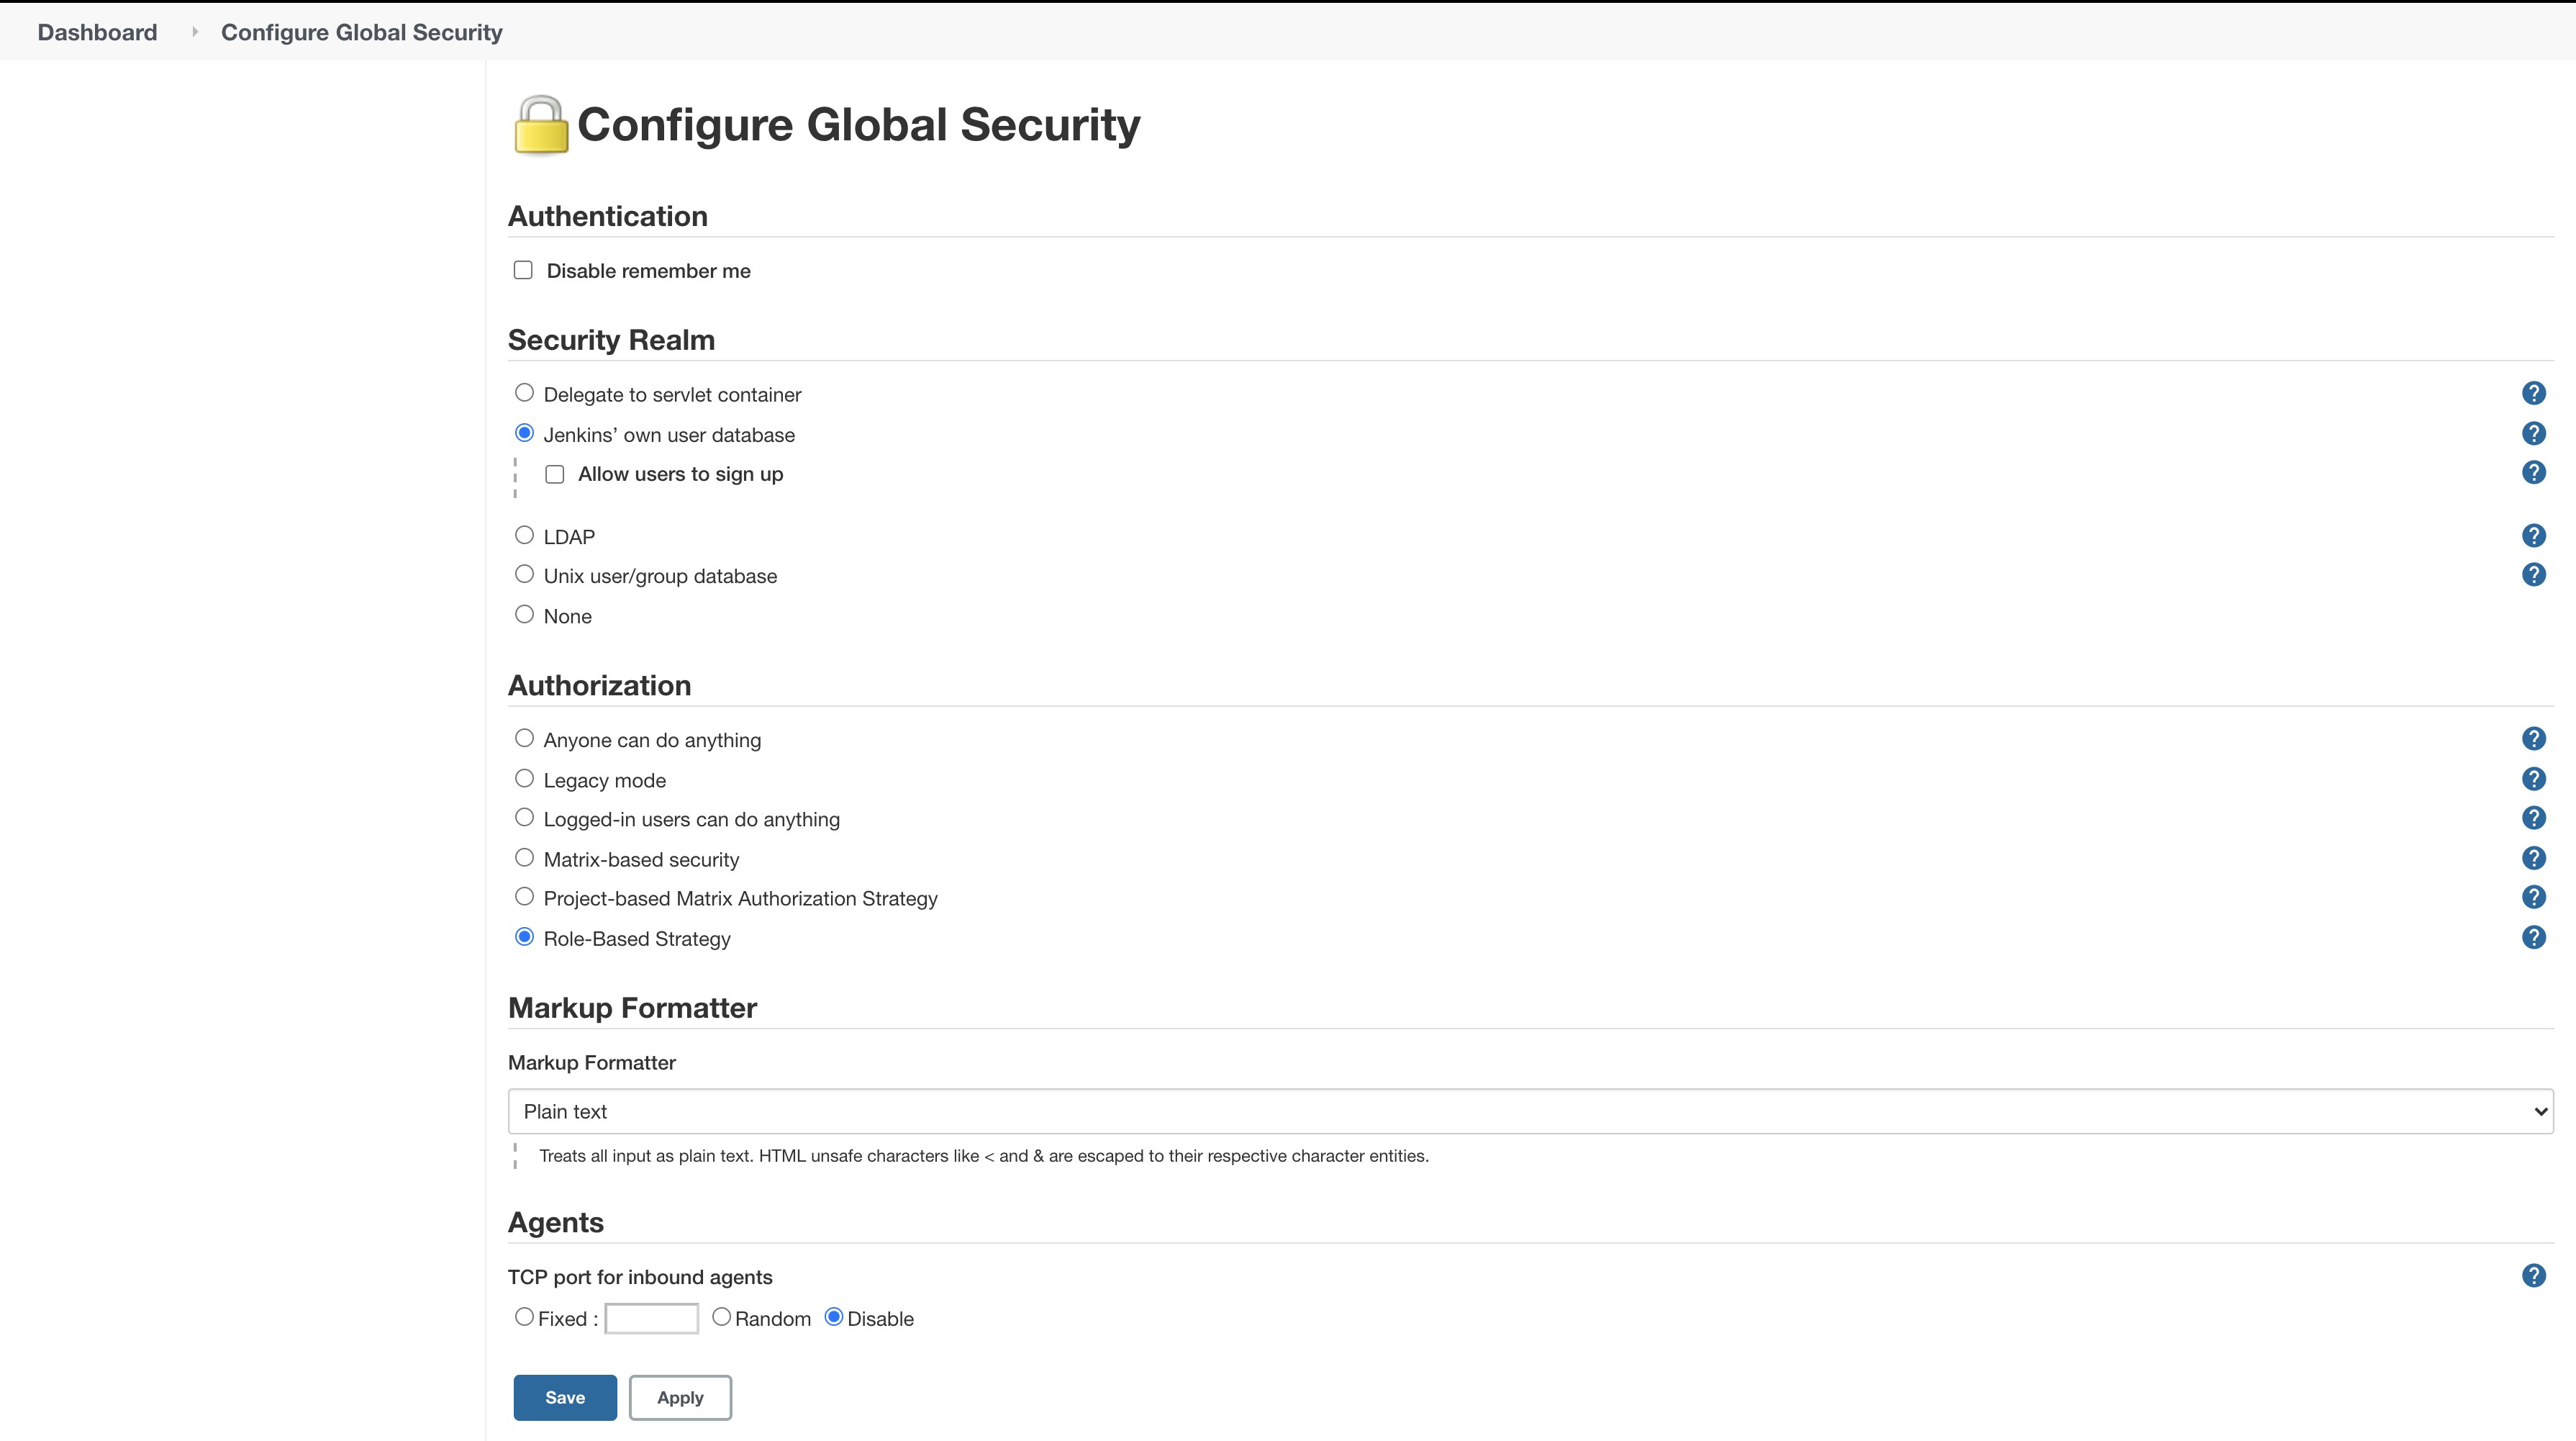 Dashboard
Configure Global Security
Configure Global Security
Authentication
Disable remember me
Security Realm
Delegate to servlet container
?
Jenkins’ own user database
?
Allow users to sign up
?
LDAP
?
Unix user/group database
?
None
Authorization
Anyone can do anything
?
Legacy mode
?
Logged-in users can do anything
?
Matrix-based security
?
Project-based Matrix Authorization Strategy
?
Role-Based Strategy
?
Markup Formatter
Markup Formatter
Plain text
Treats all input as plain text. HTML unsafe characters like < and & are escaped to their respective character entities.
Agents
TCP port for inbound agents
?
Fixed : Random Disable
Save Apply